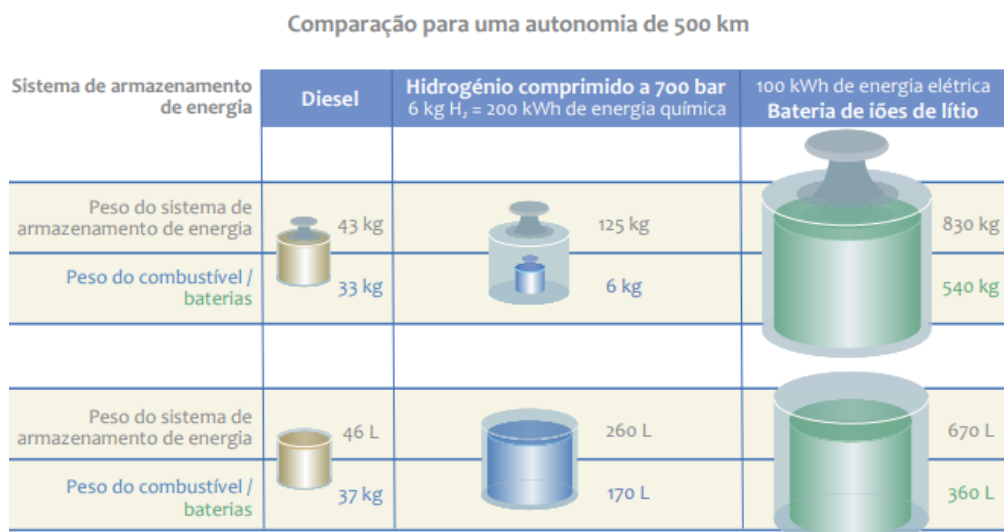 Comparação para uma autonomia de 500 km
Sistema de armazenamento
de energia
Diesel
Hidrogénio comprimido a 700 bar
6 kg H₂ = 200 kWh de energia química
100 kWh de energia elétrica
Bateria de iões de lítio
Peso do sistema de
armazenamento de energia
43 kg
125 kg
830 kg
Peso do combustível /
baterias
33 kg
6 kg
540 kg
Peso do sistema de
armazenamento de energia
46 L
260 L
670 L
Peso do combustível /
baterias
37 kg
170 L
360 L